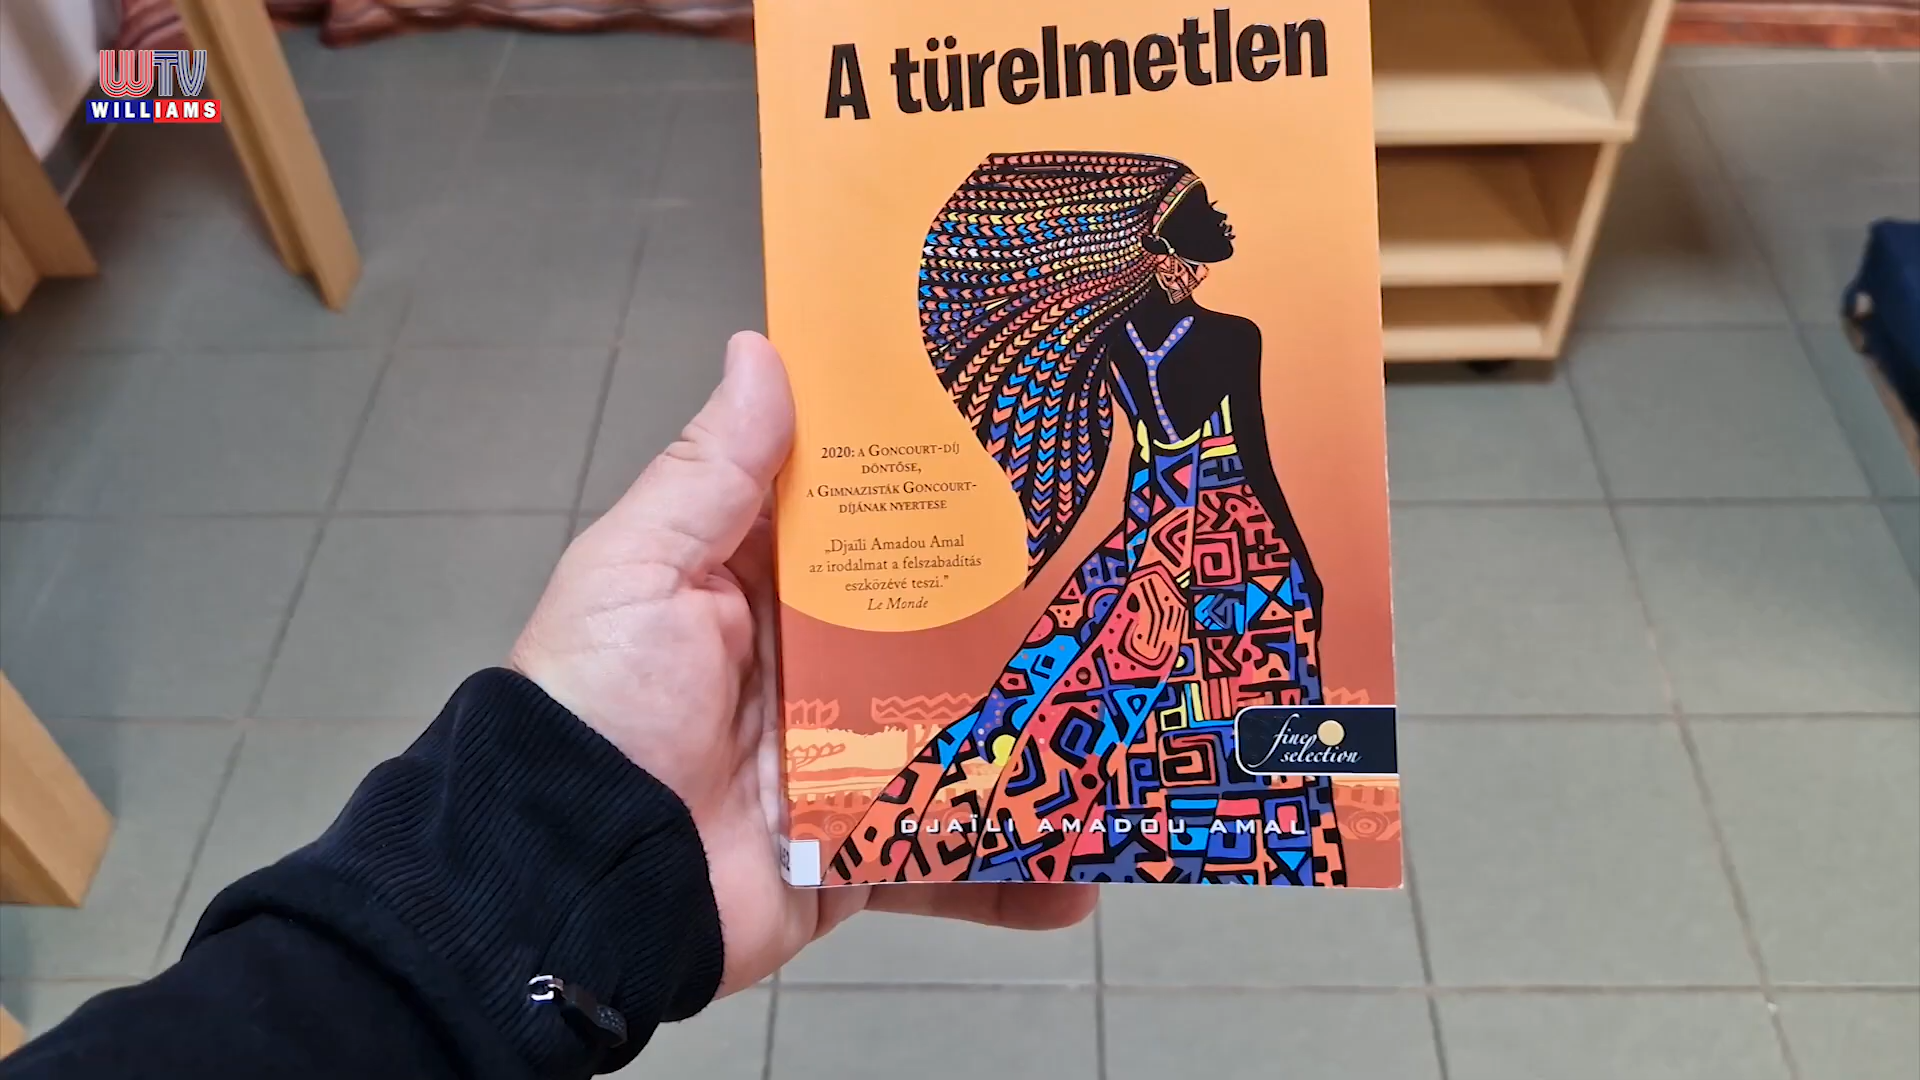 WTV
WILLIAMS
A türelmetlen
2020: A GONCOURT-DÍJ
DÖNTŐSE,
A GIMNAZISTÁK GONCOURT-
DÍJÁNAK NYERTESE
„Djaïli Amadou Amal
az irodalmat a felszabadítás
eszközévé teszi.”
Le Monde
fine
selection
DJAÏLI AMADOU AMAL